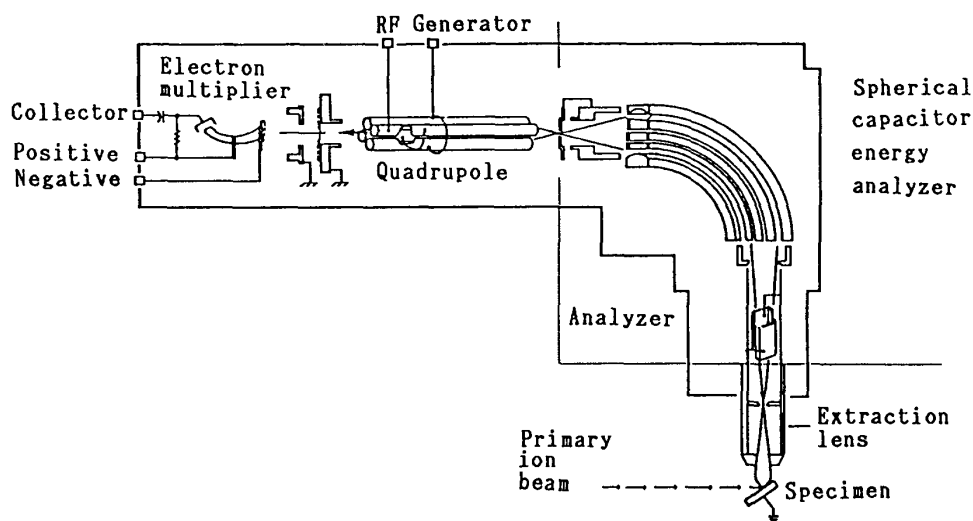 RF Generator
Electron
multiplier
Collector
Positive
Negative
Quadrupole
Spherical
capacitor
energy
analyzer
Analyzer
Extraction
lens
Primary
ion
beam
Specimen